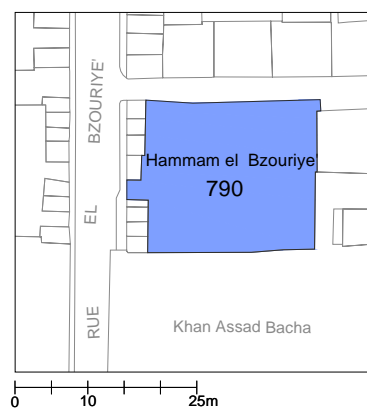 RUE EL BZOURIYE'
Hammam el Bzouriye'
790
Khan Assad Bacha
0 10 25m